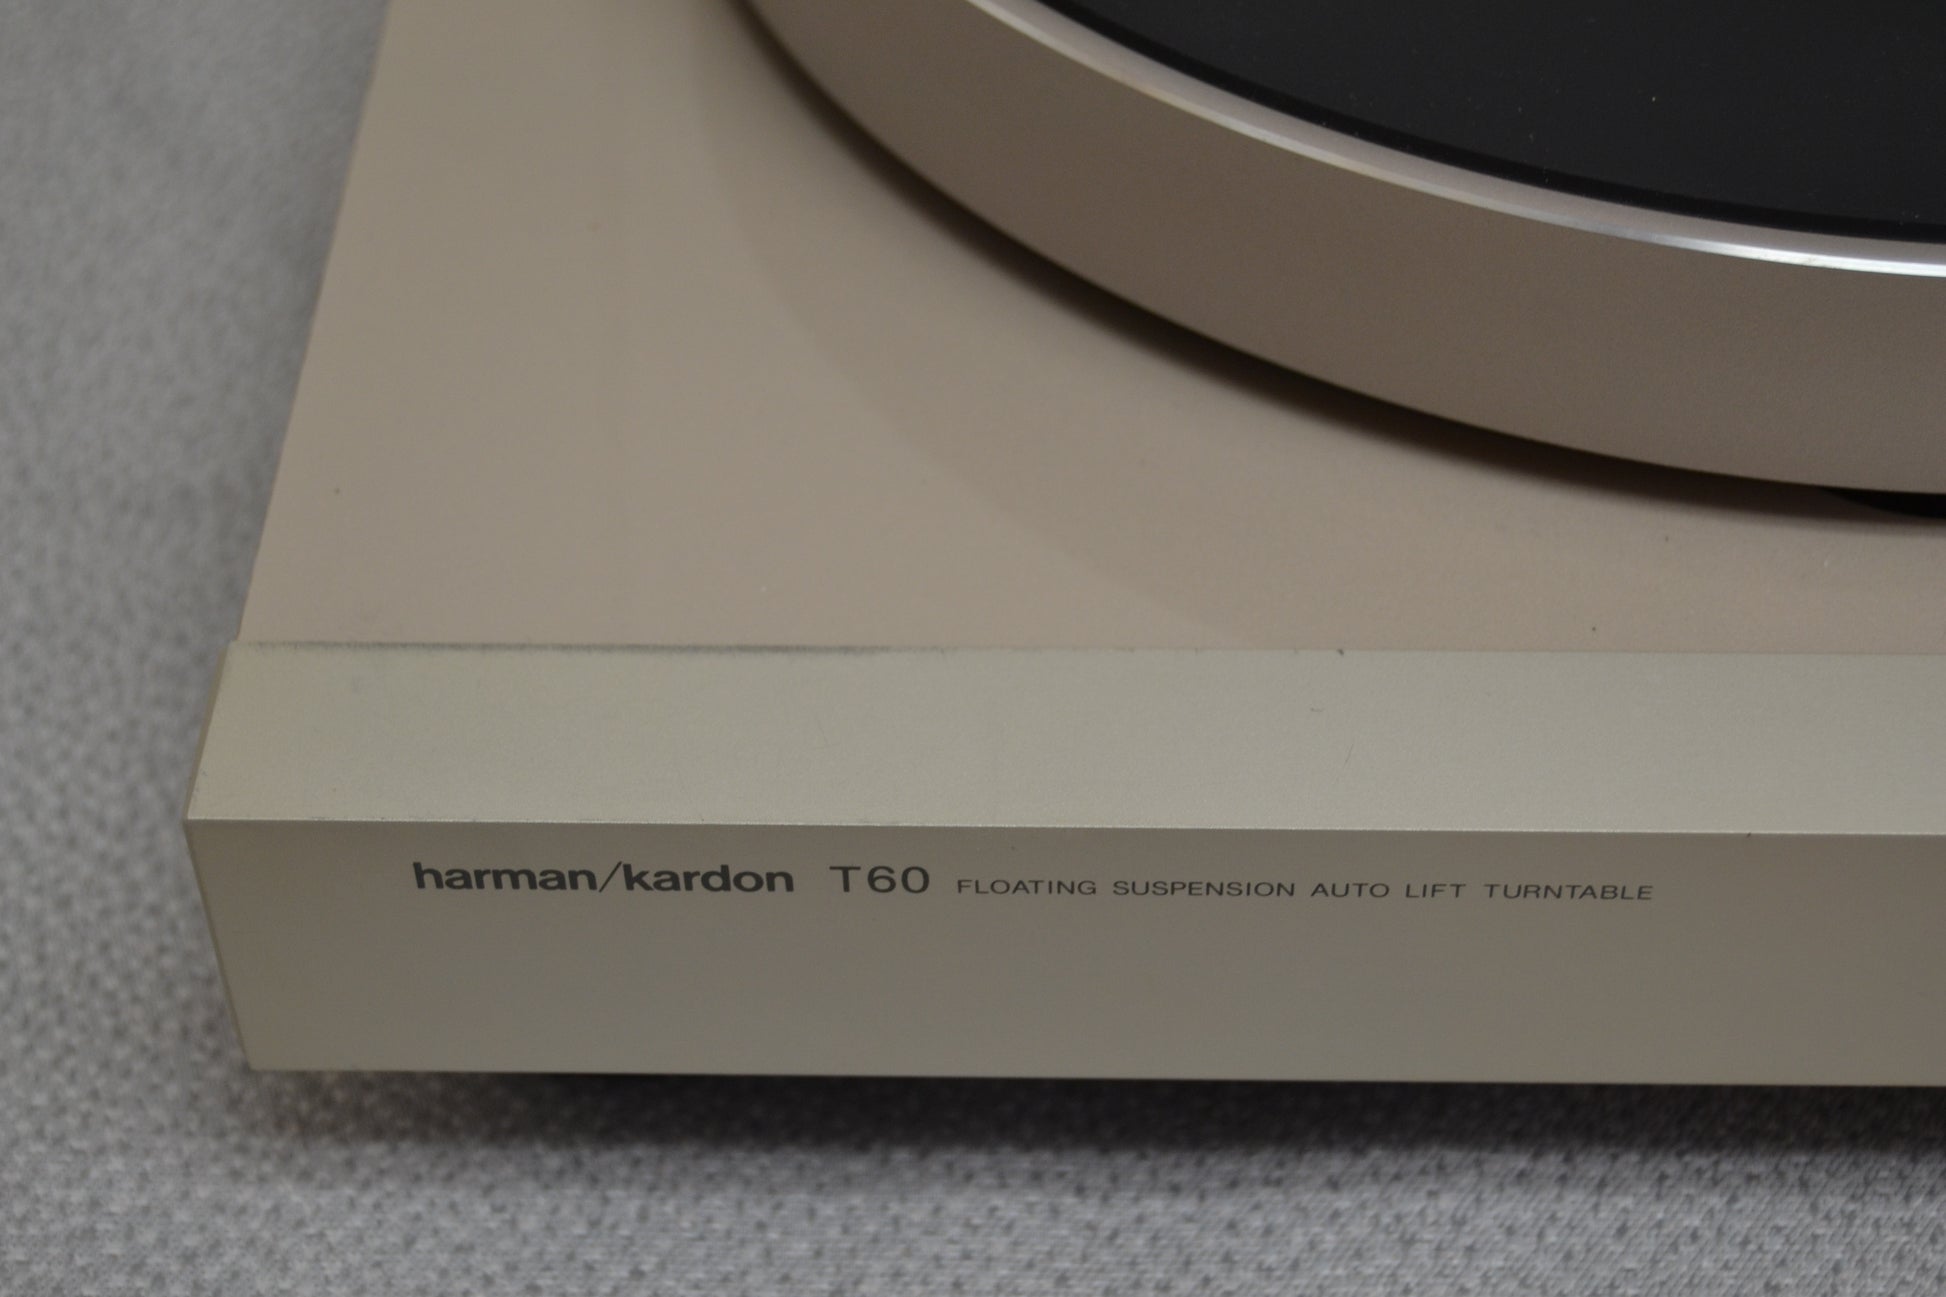 harman/kardon T60 FLOATING SUSPENSION AUTO LIFT TURNTABLE